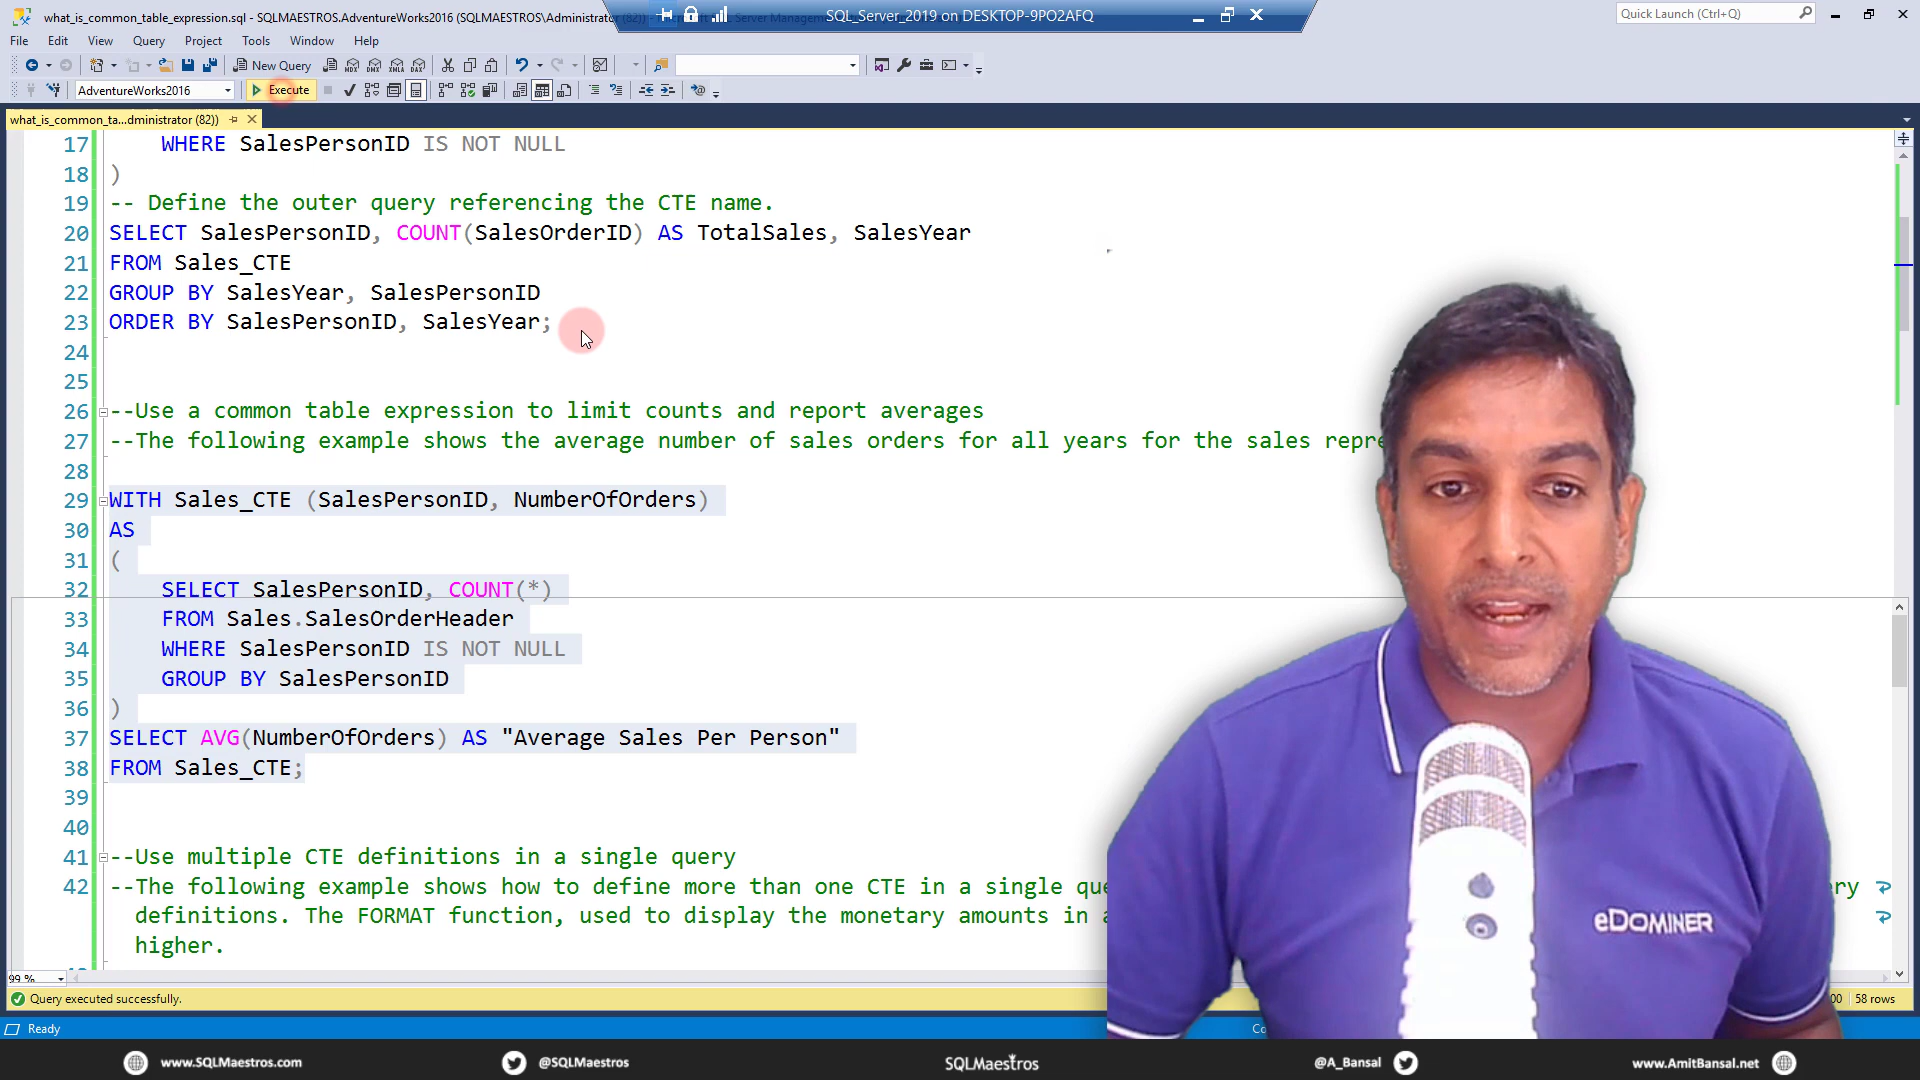 what_is_common_table_expression.sql - SQLMAESTROS.AdventureWorks2016 (SQLMAESTROS\Administrator (82))
SQL_Server_2019 on DESKTOP-9PO2AFQ
Quick Launch (Ctrl+Q)
File Edit View Query Project Tools Window Help
New Query
MDX DMX XMLA DAX
AdventureWorks2016
Execute
what_is_common_ta...dministrator (82))
17 WHERE SalesPersonID IS NOT NULL
18 )
19 -- Define the outer query referencing the CTE name.
20 SELECT SalesPersonID, COUNT(SalesOrderID) AS TotalSales, SalesYear
21 FROM Sales_CTE
22 GROUP BY SalesYear, SalesPersonID
23 ORDER BY SalesPersonID, SalesYear;
24
25
26 --Use a common table expression to limit counts and report averages
27 --The following example shows the average number of sales orders for all years for the sales repre
28
29 WITH Sales_CTE (SalesPersonID, NumberOfOrders)
30 AS
31 (
32 SELECT SalesPersonID, COUNT(*)
33 FROM Sales.SalesOrderHeader
34 WHERE SalesPersonID IS NOT NULL
35 GROUP BY SalesPersonID
36 )
37 SELECT AVG(NumberOfOrders) AS "Average Sales Per Person"
38 FROM Sales_CTE;
39
40
41 --Use multiple CTE definitions in a single query
42 --The following example shows how to define more than one CTE in a single que ry
definitions. The FORMAT function, used to display the monetary amounts in a
higher.
99 %
Query executed successfully.
00 58 rows
Ready
Co
eDOMINER
www.SQLMaestros.com @SQLMaestros SQLMaestros @A_Bansal www.AmitBansal.net